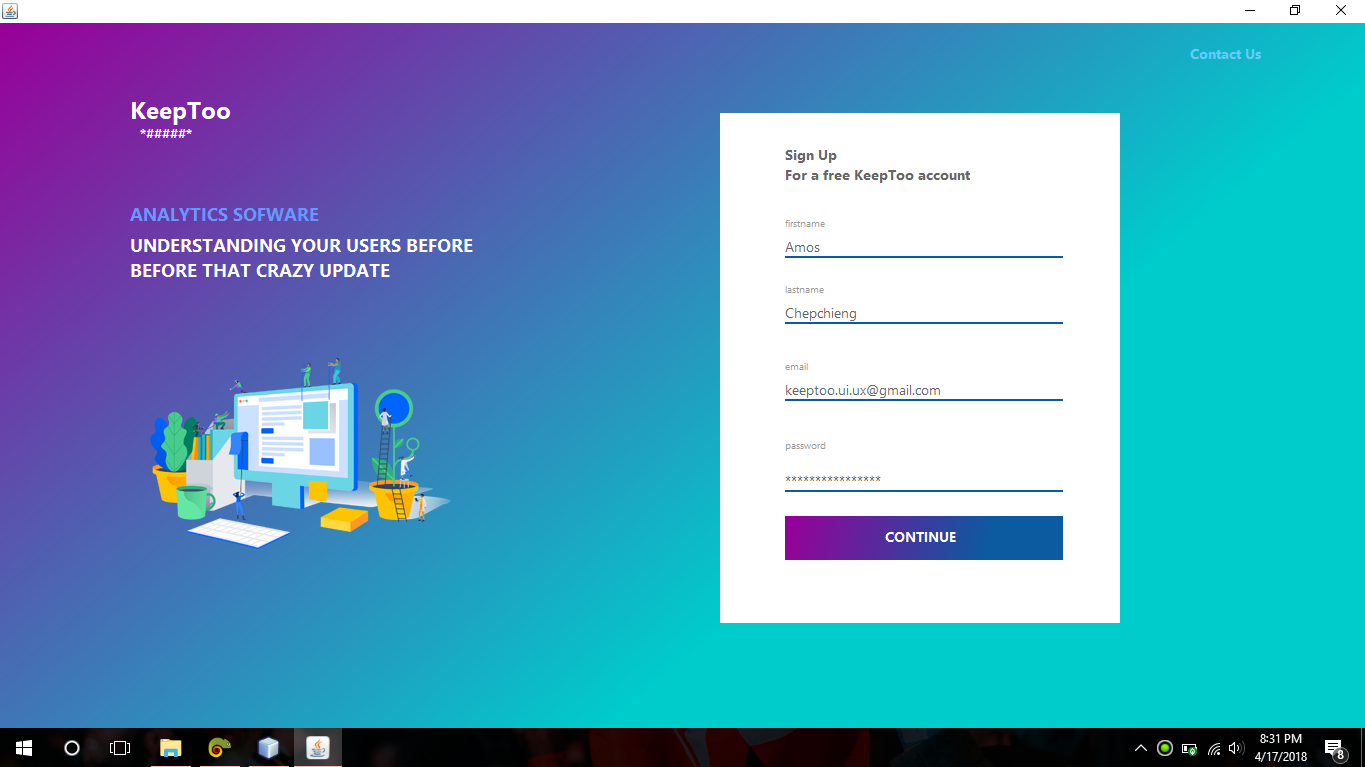 Contact Us
KeepToo
*#####*
ANALYTICS SOFWARE
UNDERSTANDING YOUR USERS BEFORE
BEFORE THAT CRAZY UPDATE
Sign Up
For a free KeepToo account
firstname
Amos
lastname
Chepchieng
email
keeptoo.ui.ux@gmail.com
password
****************
CONTINUE
8:31 PM
4/17/2018
8